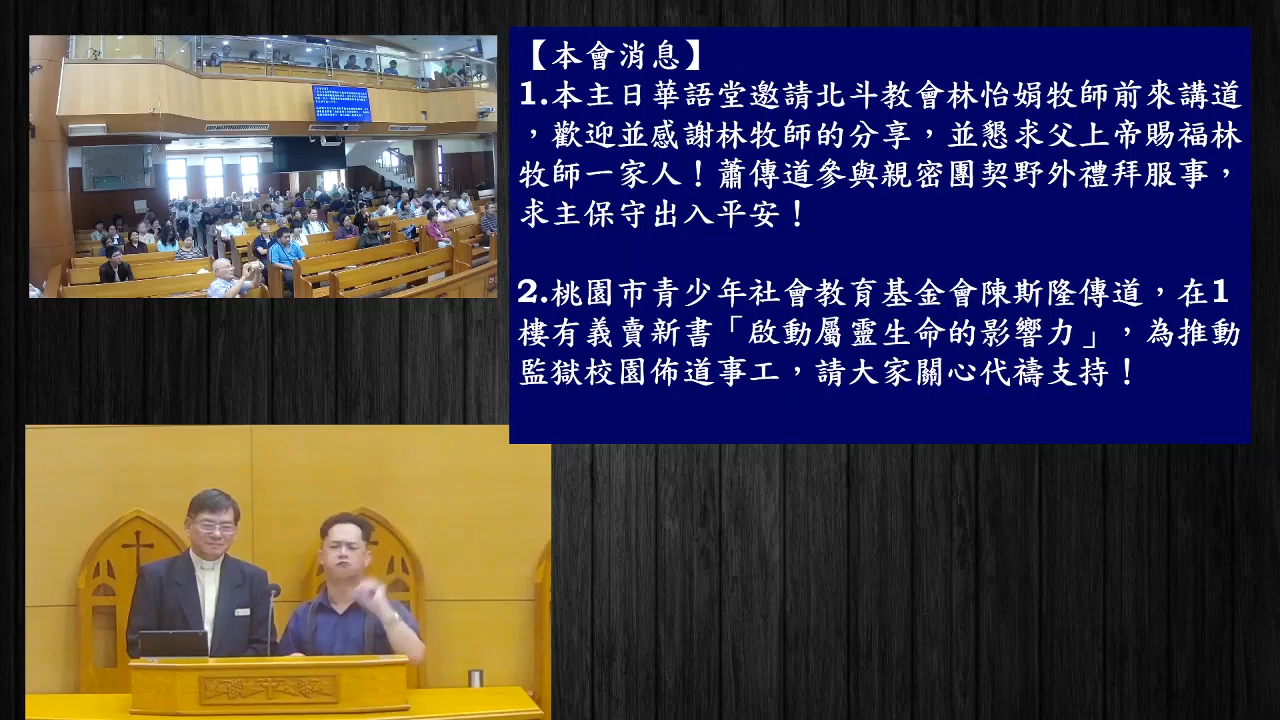 【本會消息】
1.本主日華語堂邀請北斗教會林怡娟牧師前來講道
，歡迎並感謝林牧師的分享，並懇求父上帝賜福林
牧師一家人！蕭傳道參與親密團契野外禮拜服事，
求主保守出入平安！
2.桃園市青少年社會教育基金會陳斯隆傳道，在1
樓有義賣新書「啟動屬靈生命的影響力」，為推動
監獄校園佈道事工，請大家關心代禱支持！